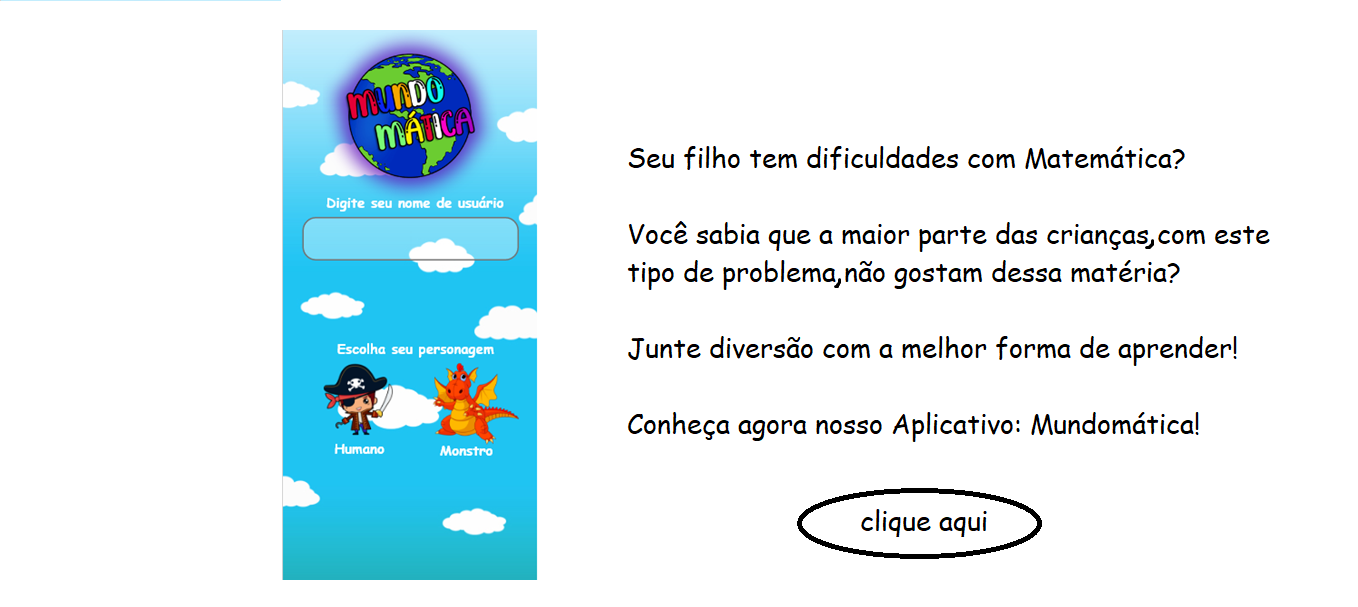 MUNDO
MÁTICA
Digite seu nome de usuário
Escolha seu personagem
Humano
Monstro
Seu filho tem dificuldades com Matemática?
Você sabia que a maior parte das crianças,com este
tipo de problema,não gostam dessa matéria?
Junte diversão com a melhor forma de aprender!
Conheça agora nosso Aplicativo: Mundomática!
clique aqui